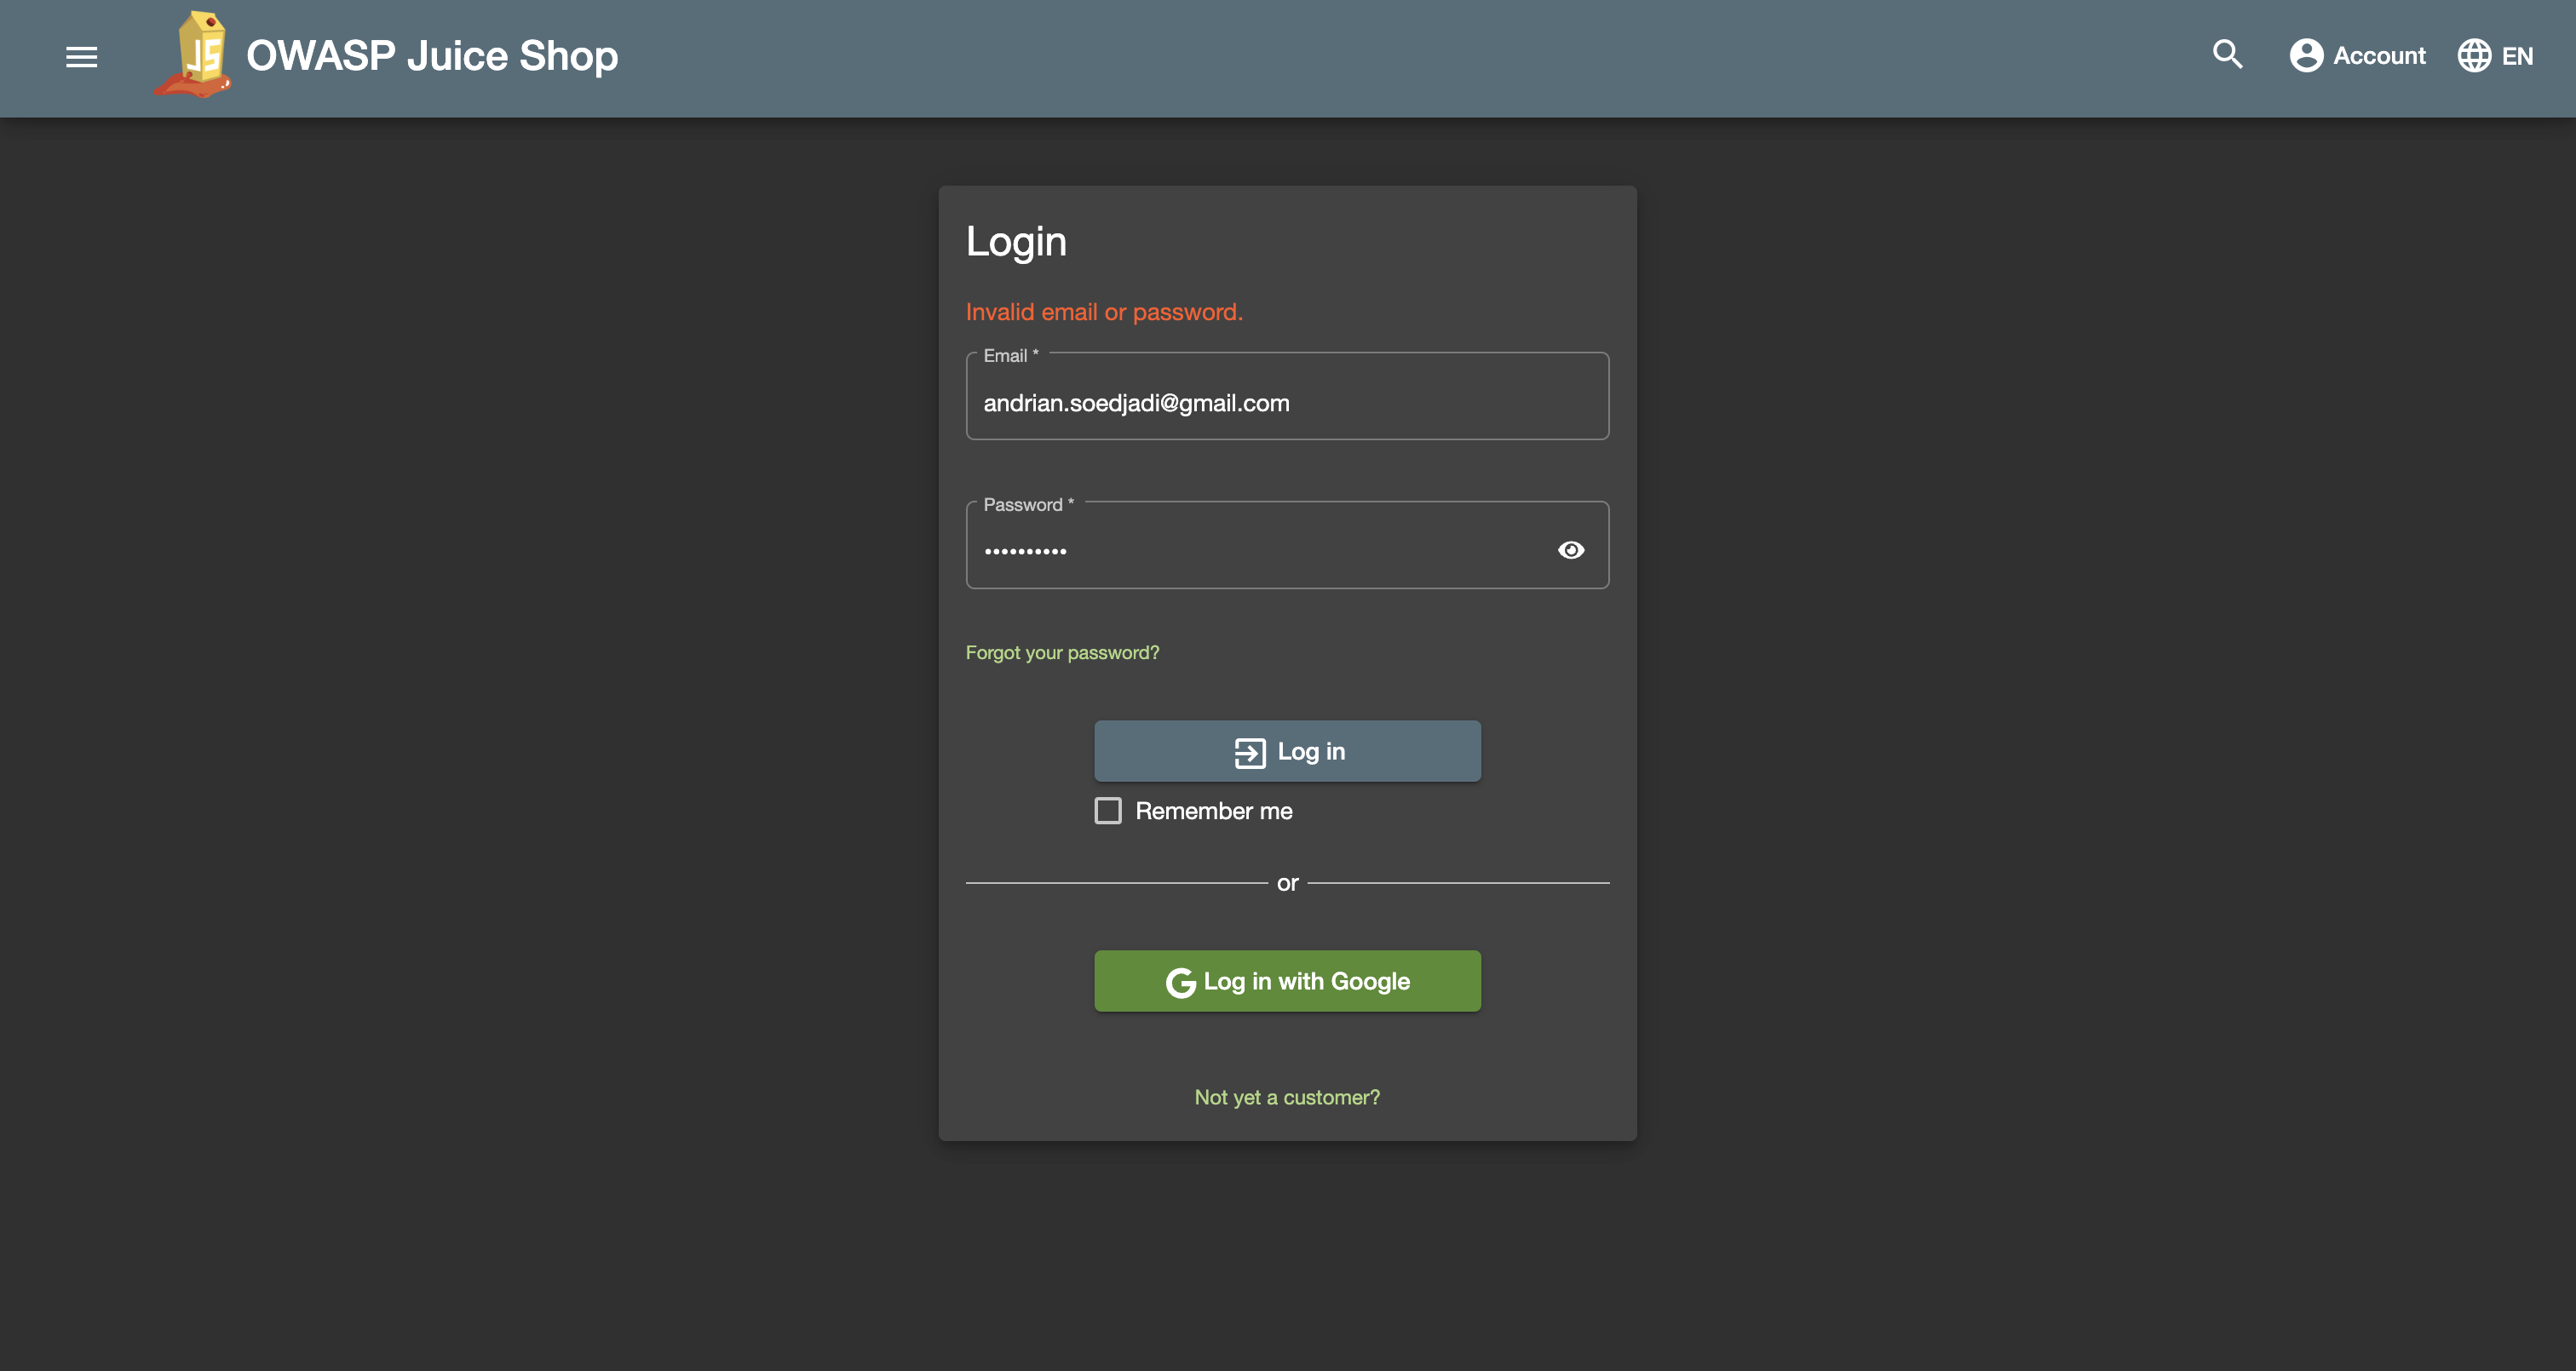 OWASP Juice Shop
Account
EN
Login
Invalid email or password.
Email *
andrian.soedjadi@gmail.com
Password *
••••••••••
Forgot your password?
Log in
Remember me
or
Log in with Google
Not yet a customer?